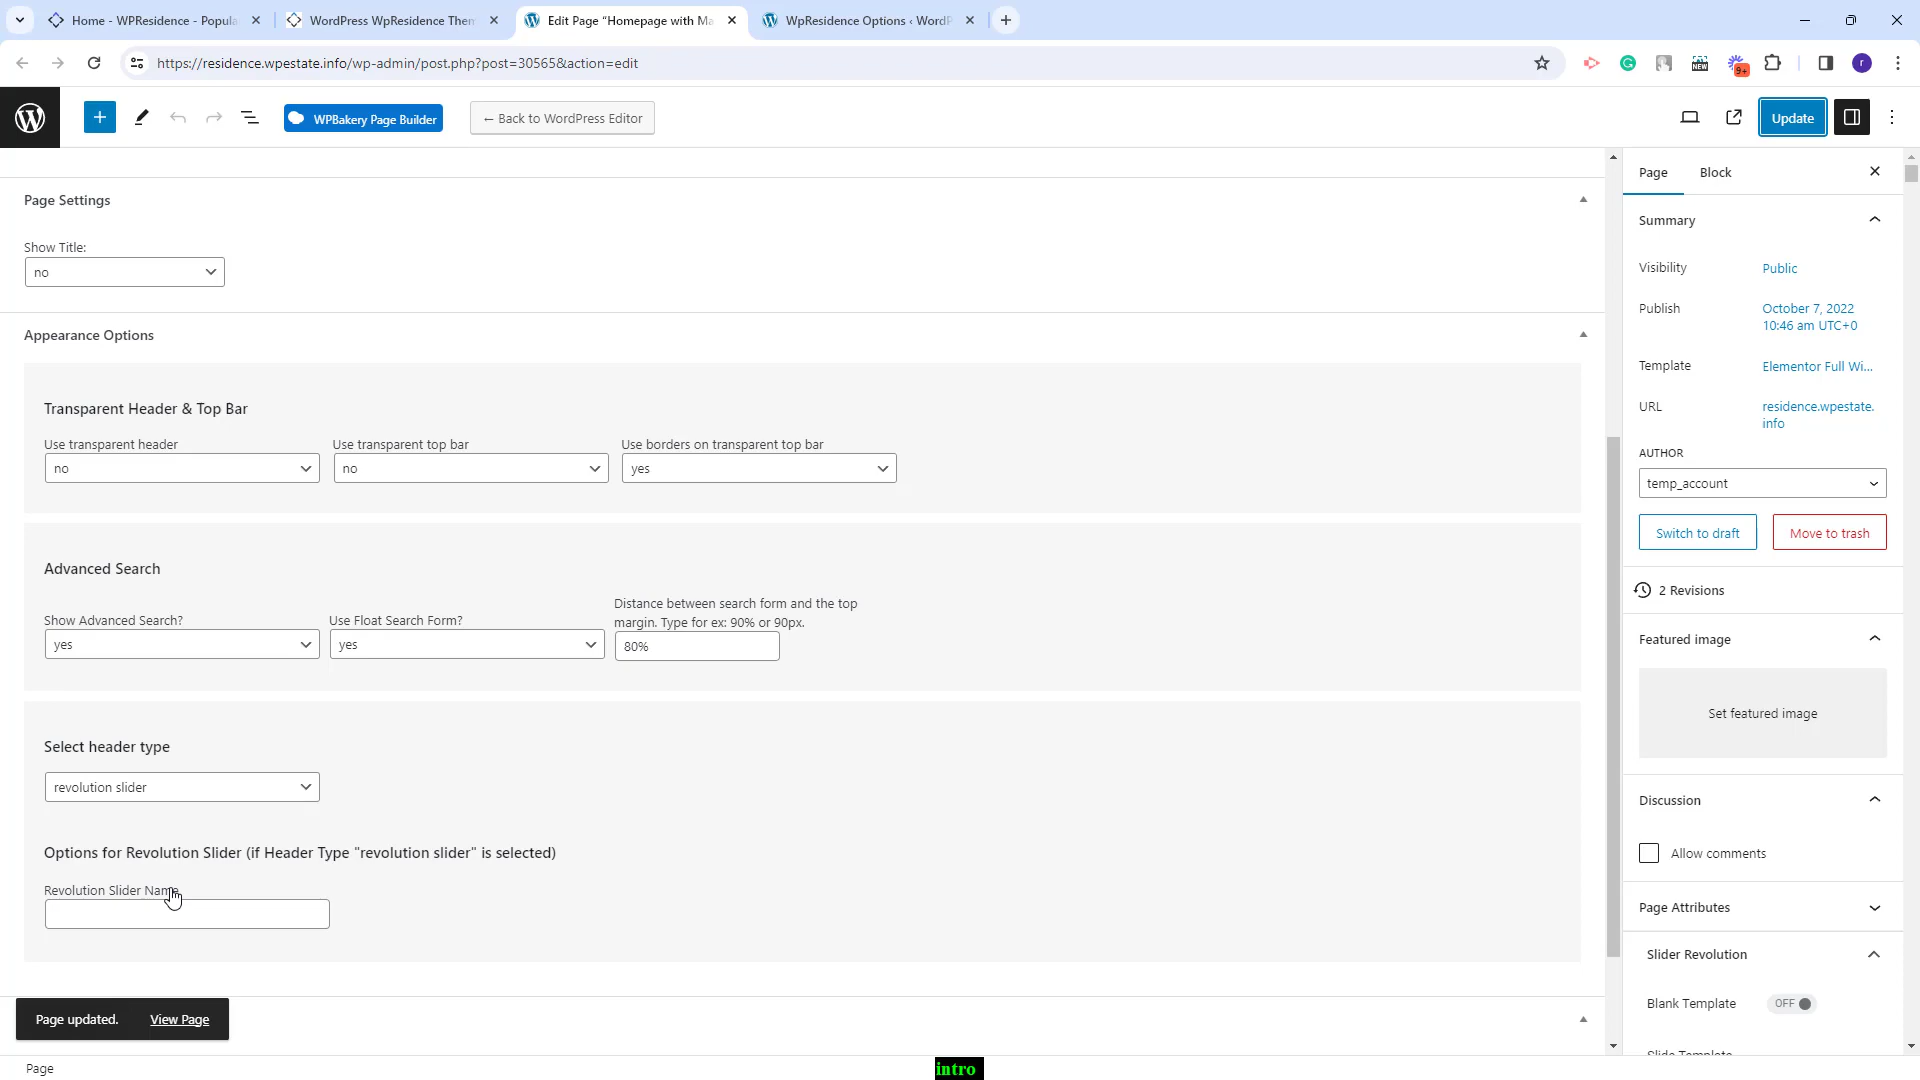 Home - WPResidence - Popula
WordPress WpResidence Them
Edit Page "Homepage with Ma
WpResidence Options ‹ WordP
https://residence.wpestate.info/wp-admin/post.php?post=30565&action=edit
NEW
9+
r
WPBakery Page Builder
← Back to WordPress Editor
Update
Page Settings
Show Title:
no
Appearance Options
Transparent Header & Top Bar
Use transparent header
Use transparent top bar
Use borders on transparent top bar
no
no
yes
Advanced Search
Show Advanced Search?
Use Float Search Form?
Distance between search form and the top
margin. Type for ex: 90% or 90px.
yes
yes
80%
Select header type
revolution slider
Options for Revolution Slider (if Header Type "revolution slider" is selected)
Revolution Slider Name
Page updated.
View Page
Page
intro
Page
Block
Summary
Visibility
Public
Publish
October 7, 2022
10:46 am UTC+0
Template
Elementor Full Wi...
URL
residence.wpestate.
info
AUTHOR
temp_account
Switch to draft
Move to trash
2 Revisions
Featured image
Set featured image
Discussion
Allow comments
Page Attributes
Slider Revolution
Blank Template
OFF
Slide Template